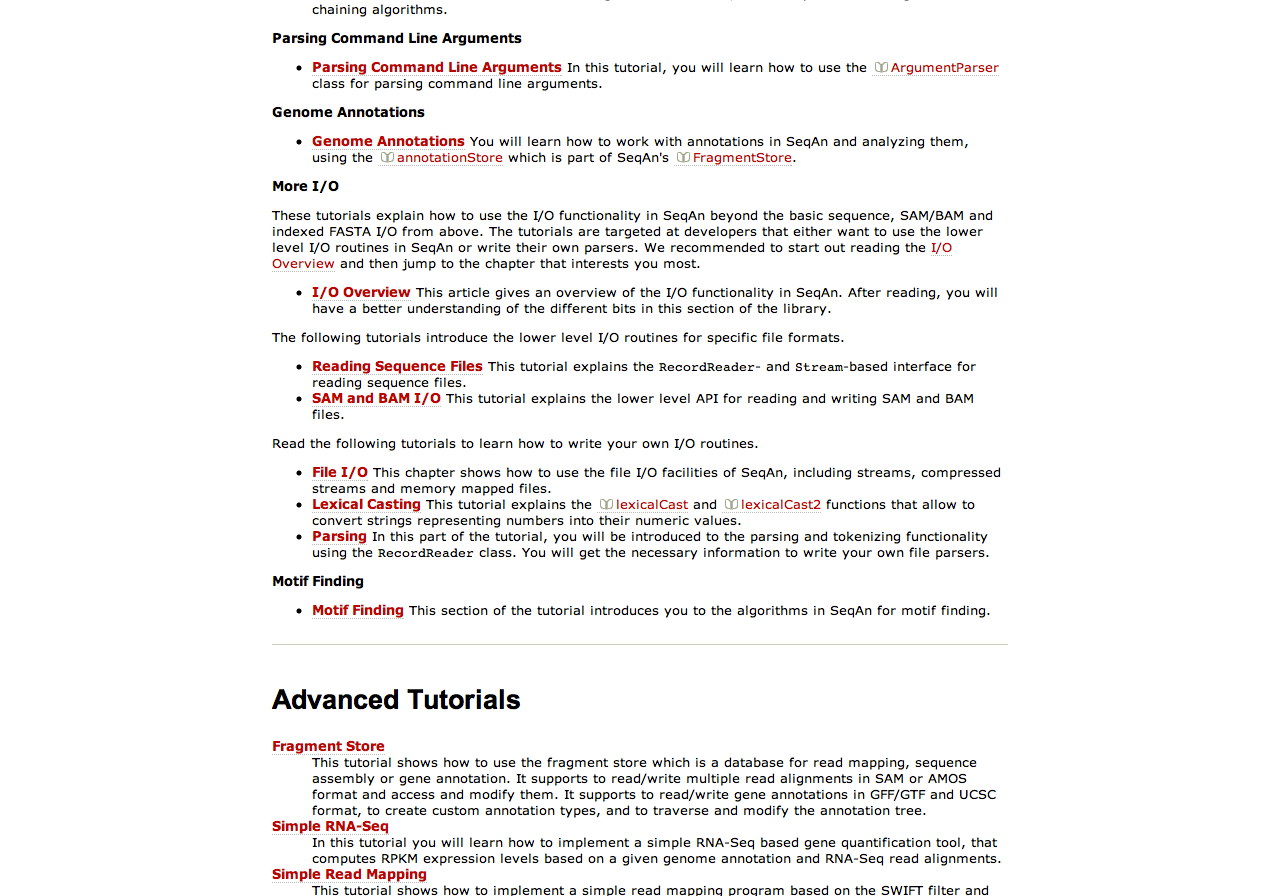 chaining algorithms.
Parsing Command Line Arguments
• Parsing Command Line Arguments In this tutorial, you will learn how to use the ArgumentParser
class for parsing command line arguments.
Genome Annotations
• Genome Annotations You will learn how to work with annotations in SeqAn and analyzing them,
using the annotationStore which is part of SeqAn's FragmentStore.
More I/O
These tutorials explain how to use the I/O functionality in SeqAn beyond the basic sequence, SAM/BAM and
indexed FASTA I/O from above. The tutorials are targeted at developers that either want to use the lower
level I/O routines in SeqAn or write their own parsers. We recommended to start out reading the I/O
Overview and then jump to the chapter that interests you most.
• I/O Overview This article gives an overview of the I/O functionality in SeqAn. After reading, you will
have a better understanding of the different bits in this section of the library.
The following tutorials introduce the lower level I/O routines for specific file formats.
• Reading Sequence Files This tutorial explains the RecordReader- and Stream-based interface for
reading sequence files.
• SAM and BAM I/O This tutorial explains the lower level API for reading and writing SAM and BAM
files.
Read the following tutorials to learn how to write your own I/O routines.
• File I/O This chapter shows how to use the file I/O facilities of SeqAn, including streams, compressed
streams and memory mapped files.
• Lexical Casting This tutorial explains the lexicalCast and lexicalCast2 functions that allow to
convert strings representing numbers into their numeric values.
• Parsing In this part of the tutorial, you will be introduced to the parsing and tokenizing functionality
using the RecordReader class. You will get the necessary information to write your own file parsers.
Motif Finding
• Motif Finding This section of the tutorial introduces you to the algorithms in SeqAn for motif finding.
Advanced Tutorials
Fragment Store
This tutorial shows how to use the fragment store which is a database for read mapping, sequence
assembly or gene annotation. It supports to read/write multiple read alignments in SAM or AMOS
format and access and modify them. It supports to read/write gene annotations in GFF/GTF and UCSC
format, to create custom annotation types, and to traverse and modify the annotation tree.
Simple RNA-Seq
In this tutorial you will learn how to implement a simple RNA-Seq based gene quantification tool, that
computes RPKM expression levels based on a given genome annotation and RNA-Seq read alignments.
Simple Read Mapping
This tutorial shows how to implement a simple read mapping program based on the SWIFT filter and